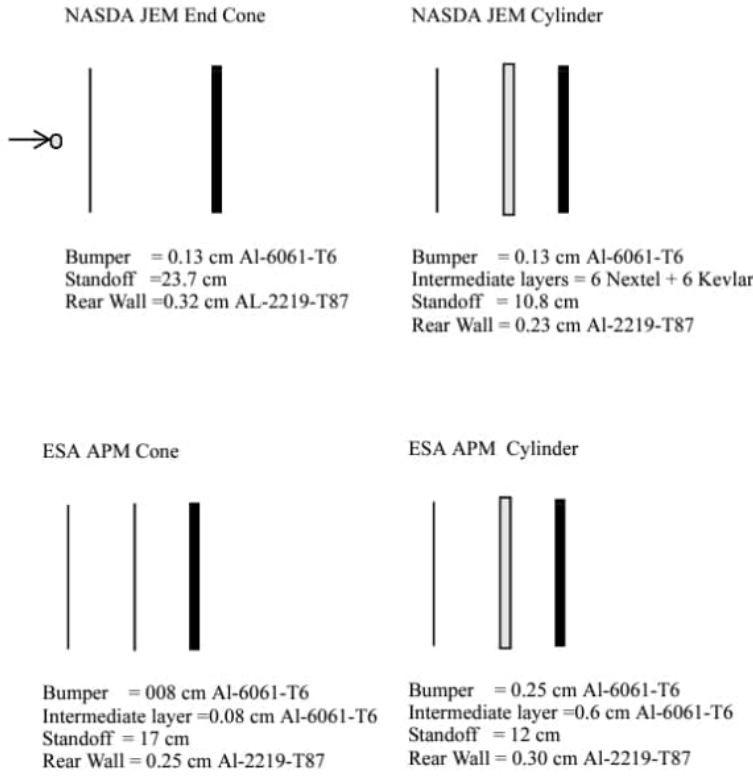 NASDA JEM End Cone
Bumper = 0.13 cm Al-6061-T6
Standoff =23.7 cm
Rear Wall =0.32 cm AL-2219-T87
NASDA JEM Cylinder
Bumper = 0.13 cm Al-6061-T6
Intermediate layers = 6 Nextel + 6 Kevlar
Standoff = 10.8 cm
Rear Wall = 0.23 cm Al-2219-T87
ESA APM Cone
Bumper = 008 cm Al-6061-T6
Intermediate layer =0.08 cm Al-6061-T6
Standoff = 17 cm
Rear Wall = 0.25 cm Al-2219-T87
ESA APM Cylinder
Bumper = 0.25 cm Al-6061-T6
Intermediate layer =0.6 cm Al-6061-T6
Standoff = 12 cm
Rear Wall = 0.30 cm Al-2219-T87